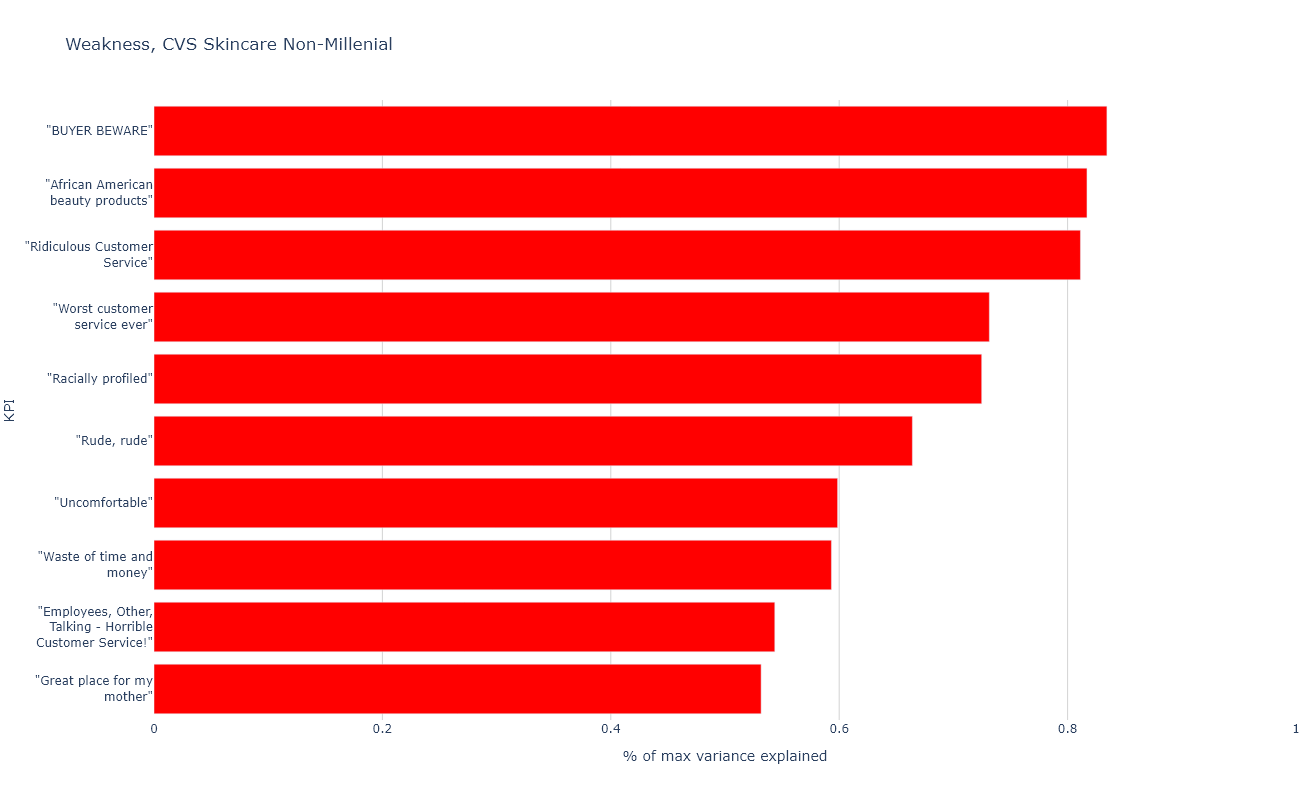 Weakness, CVS Skincare Non-Millenial
"BUYER BEWARE"
"African American
beauty products"
"Ridiculous Customer
Service"
"Worst customer
service ever"
"Racially profiled"
"Rude, rude"
"Uncomfortable"
"Waste of time and
money"
"Employees, Other,
Talking - Horrible
Customer Service!"
"Great place for my
mother"
KPI
0 0.2 0.4 0.6 0.8 1
% of max variance explained